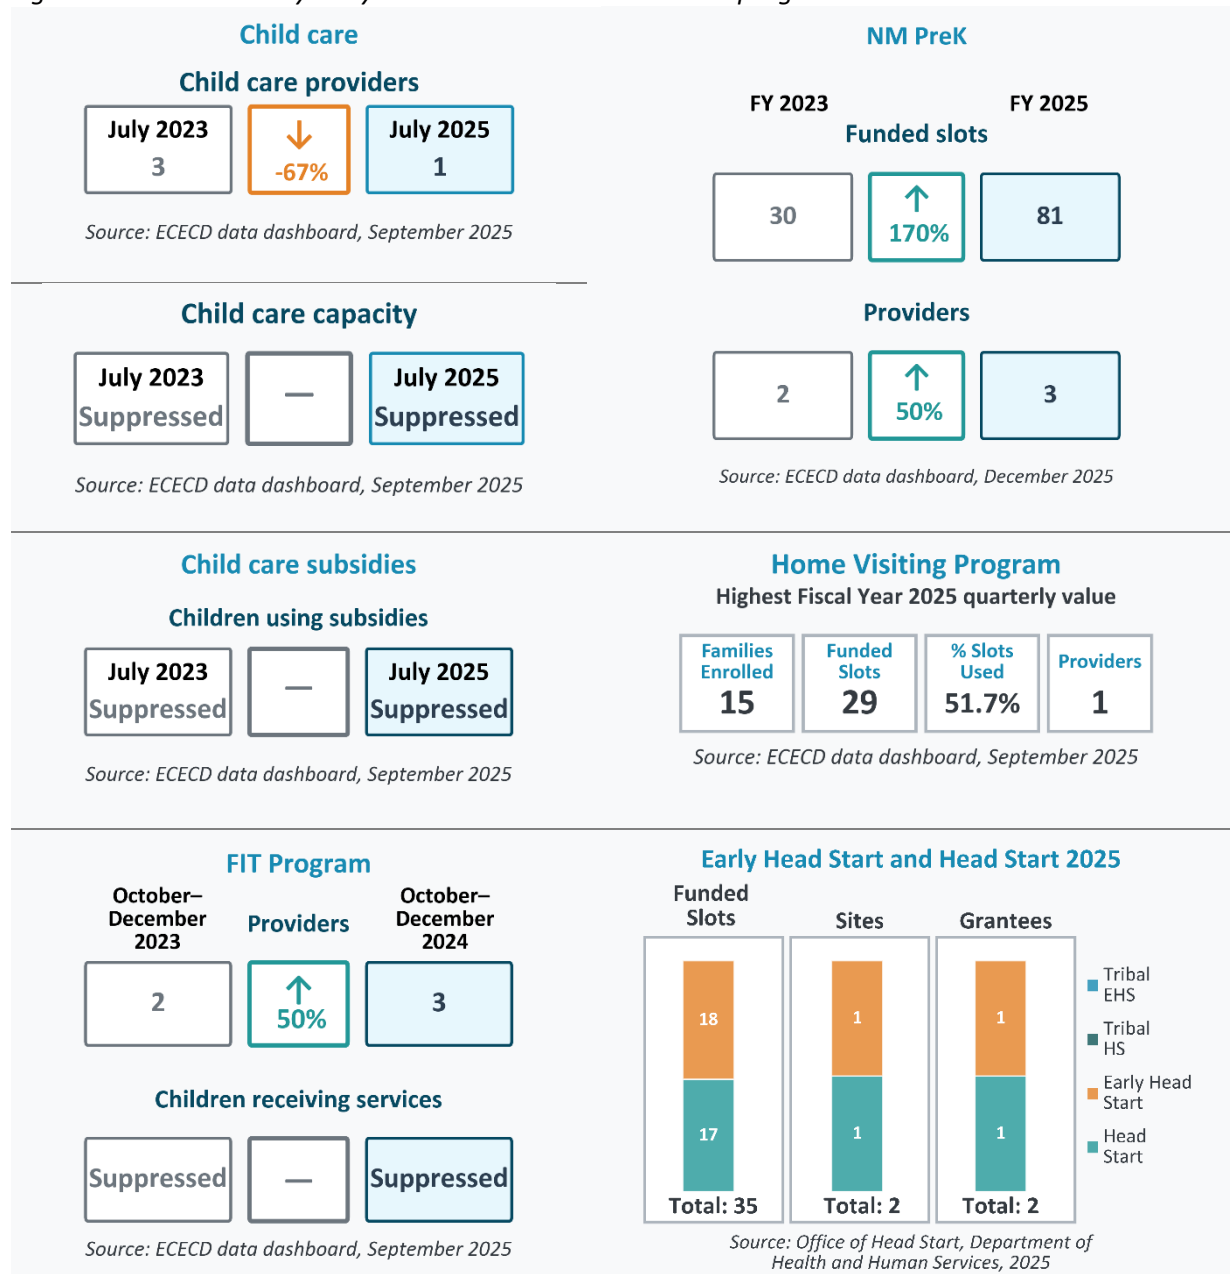 Child care
Child care providers
July 2023
3
↓
-67%
July 2025
1
Source: ECECD data dashboard, September 2025
Child care capacity
July 2023
Suppressed
—
July 2025
Suppressed
Source: ECECD data dashboard, September 2025
NM PreK
FY 2023
FY 2025
Funded slots
30
↑
170%
81
Providers
2
↑
50%
3
Source: ECECD data dashboard, December 2025
Child care subsidies
Children using subsidies
July 2023
Suppressed
—
July 2025
Suppressed
Source: ECECD data dashboard, September 2025
Home Visiting Program
Highest Fiscal Year 2025 quarterly value
Families
Enrolled
15
Funded
Slots
29
% Slots
Used
51.7%
Providers
1
Source: ECECD data dashboard, September 2025
FIT Program
October–
December
2023
Providers
October–
December
2024
2
↑
50%
3
Children receiving services
Suppressed
—
Suppressed
Source: ECECD data dashboard, September 2025
Early Head Start and Head Start 2025
Funded
Slots
18
17
Total: 35
Sites
1
1
Total: 2
Grantees
1
1
Total: 2
Tribal
EHS
Tribal
HS
Early Head
Start
Head
Start
Source: Office of Head Start, Department of
Health and Human Services, 2025